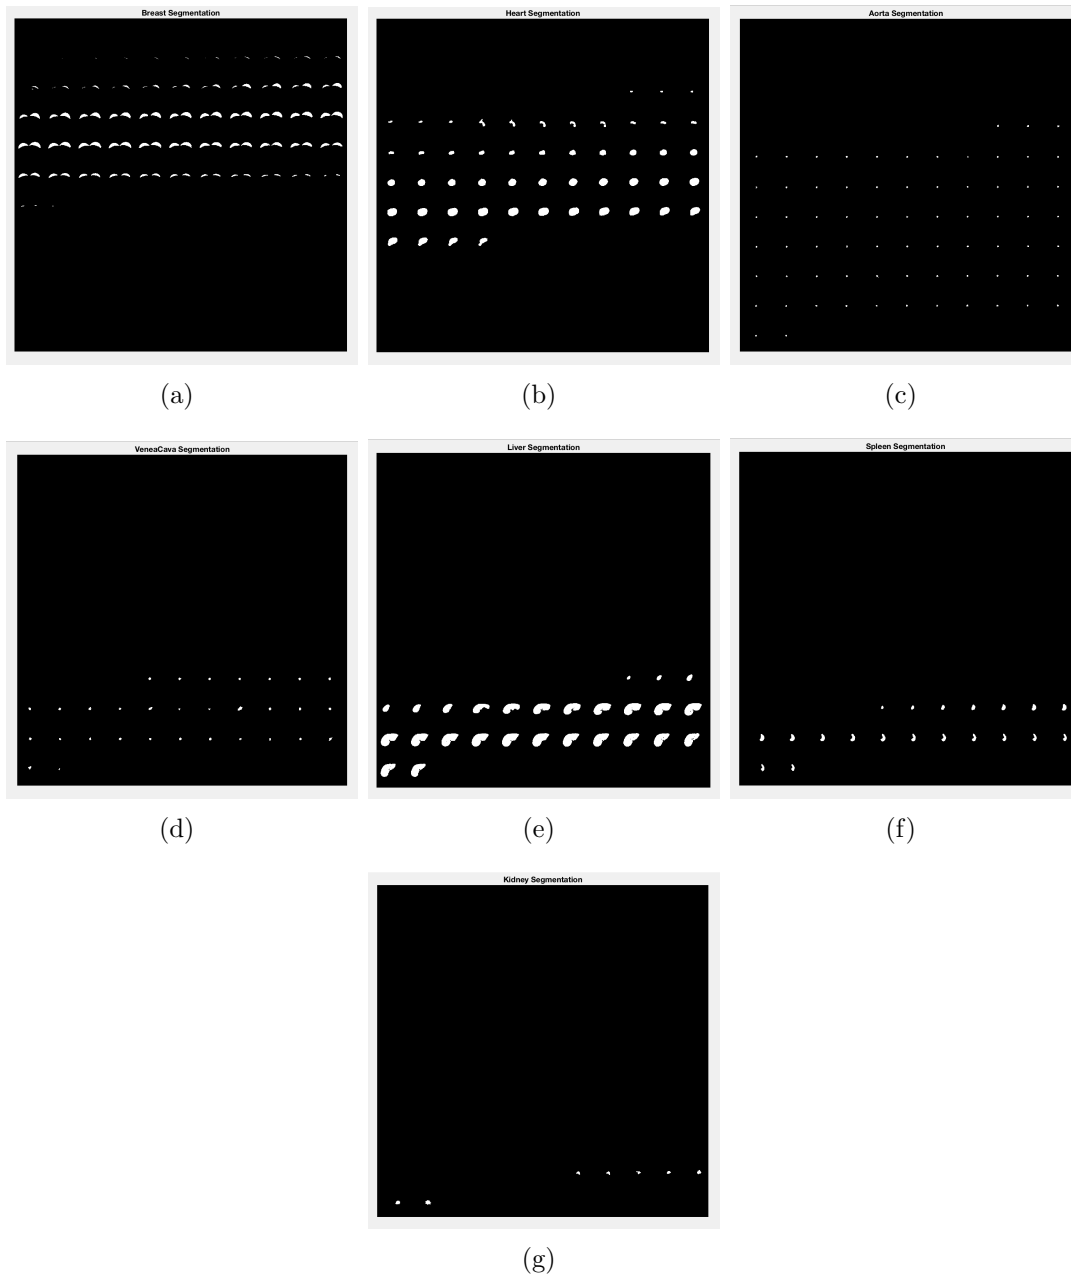 Breast Segmentation
Heart Segmentation
Aorta Segmentation
(a)
(b)
(c)
VeneaCava Segmentation
Liver Segmentation
Spleen Segmentation
(d)
(e)
(f)
Kidney Segmentation
(g)